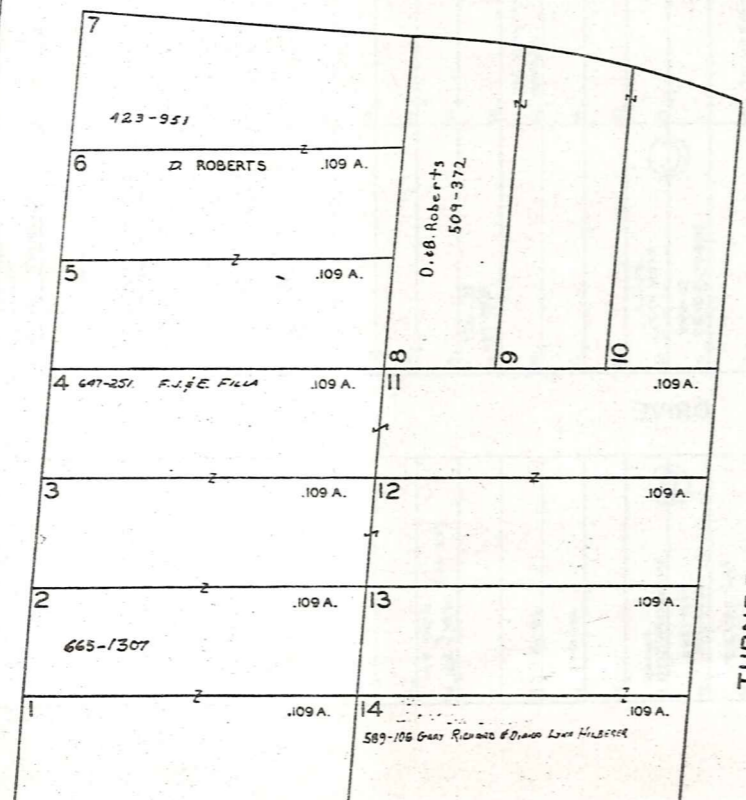 7
423-951
6 D ROBERTS .109 A.
D. & B. Roberts
509-372
5 .109 A.
8
9
10
4 647-251 F.J. & E. FILLA .109 A.
11 .109 A.
3 .109 A.
12 .109 A.
2 .109 A.
13 .109 A.
665-1307
1 .109 A.
14 .109 A.
589-106 GARY RICHARD & LYNN HILBERER
DRIVE